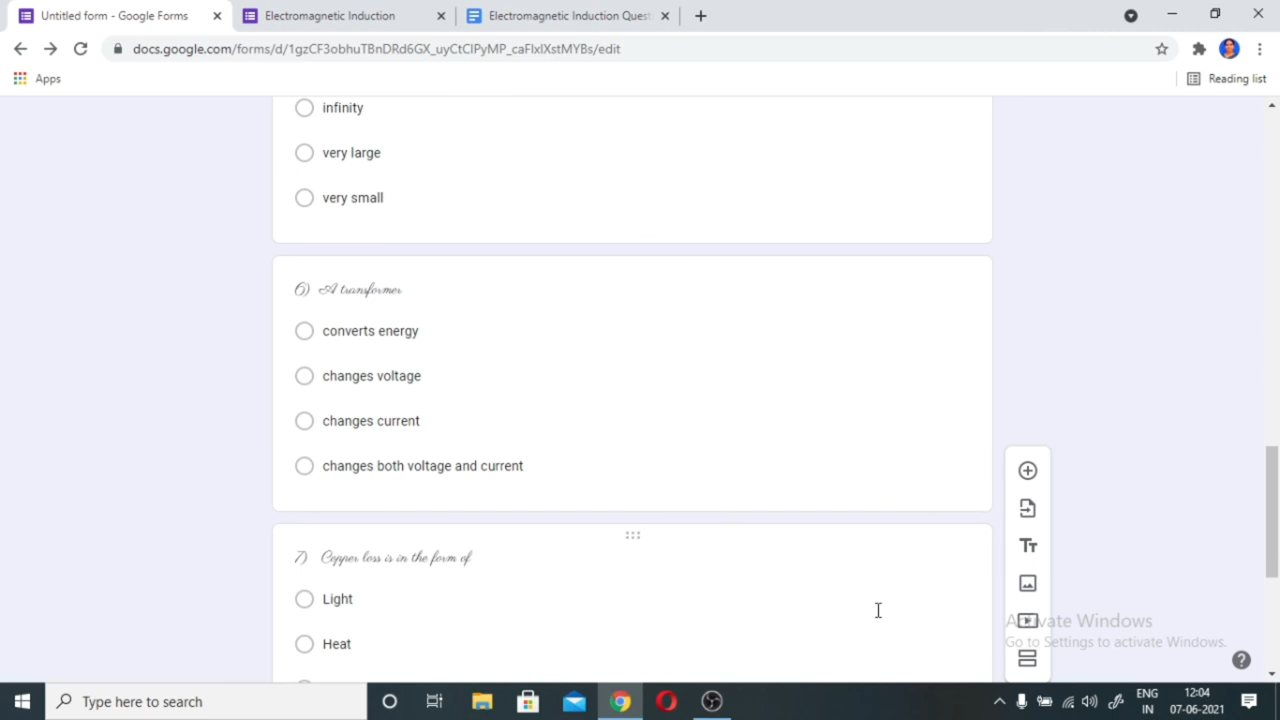 Untitled form - Google Forms
Electromagnetic Induction
Electromagnetic Induction Quest
docs.google.com/forms/d/1gzCF3obhuTBnDRd6GX_uyCtClPyMP_caFlxlXstMYBs/edit
Apps
Reading list
infinity
very large
very small
6) A transformer
converts energy
changes voltage
changes current
changes both voltage and current
7) Copper loss is in the form of
Light
Heat
Tт
Activate Windows
Go to Settings to activate Windows.
Type here to search
ENG
IN
12:04
07-06-2021